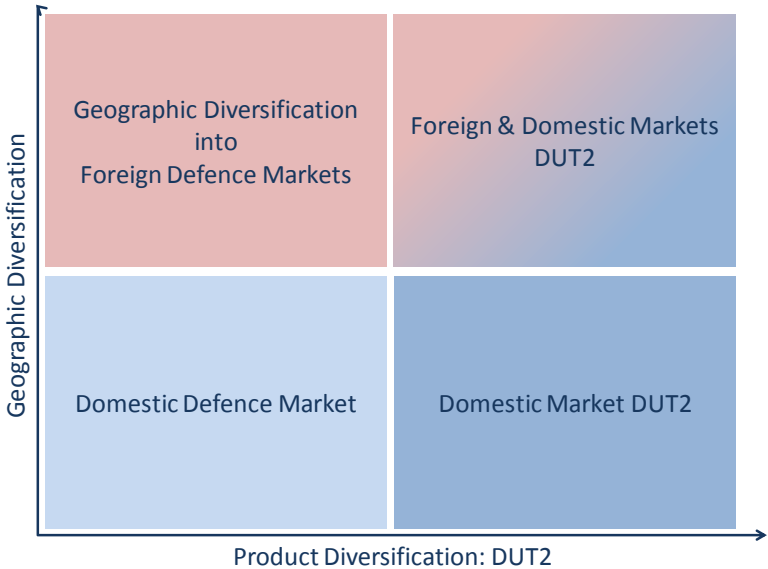 Geographic Diversification
Geographic Diversification
into
Foreign Defence Markets
Foreign & Domestic Markets
DUT2
Domestic Defence Market
Domestic Market DUT2
Product Diversification: DUT2